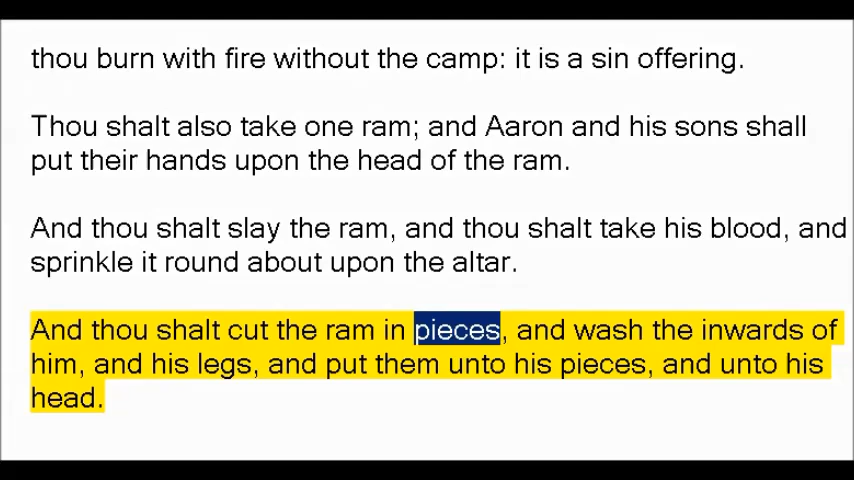 thou burn with fire without the camp: it is a sin offering.
Thou shalt also take one ram; and Aaron and his sons shall
put their hands upon the head of the ram.
And thou shalt slay the ram, and thou shalt take his blood, and
sprinkle it round about upon the altar.
And thou shalt cut the ram in pieces, and wash the inwards of
him, and his legs, and put them unto his pieces, and unto his
head.